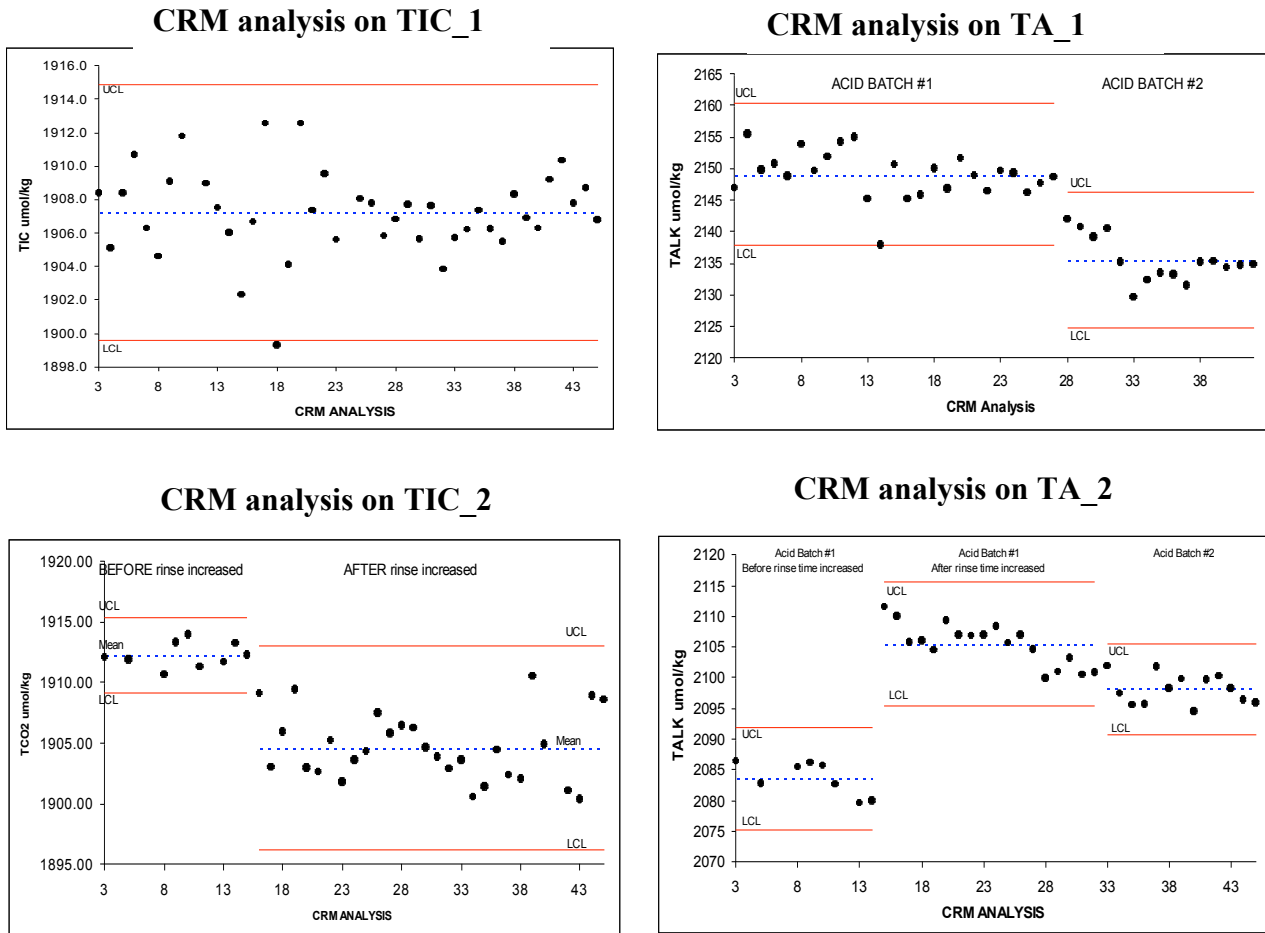 CRM analysis on TIC_1
1916.0
1914.0
1912.0
1910.0
1908.0
1906.0
1904.0
1902.0
1900.0
1898.0
TIC umol/kg
UCL
LCL
3 8 13 18 23 28 33 38 43
CRM ANALYSIS
CRM analysis on TA_1
2165
2160
2155
2150
2145
2140
2135
2130
2125
2120
TALK umol/kg
ACID BATCH #1
ACID BATCH #2
UCL
LCL
UCL
LCL
3 8 13 18 23 28 33 38
CRM Analysis
CRM analysis on TIC_2
1920.00
1915.00
1910.00
1905.00
1900.00
1895.00
TCO2 umol/kg
BEFORE rinse increased
AFTER rinse increased
UCL
Mean
LCL
UCL
Mean
LCL
3 8 13 18 23 28 33 38 43
CRM ANALYSIS
CRM analysis on TA_2
2120
2115
2110
2105
2100
2095
2090
2085
2080
2075
2070
TALK umol/kg
Acid Batch #1
Before rinse time increased
Acid Batch #1
After rinse time increased
Acid Batch #2
UCL
LCL
UCL
LCL
UCL
LCL
3 8 13 18 23 28 33 38 43
CRM ANALYSIS